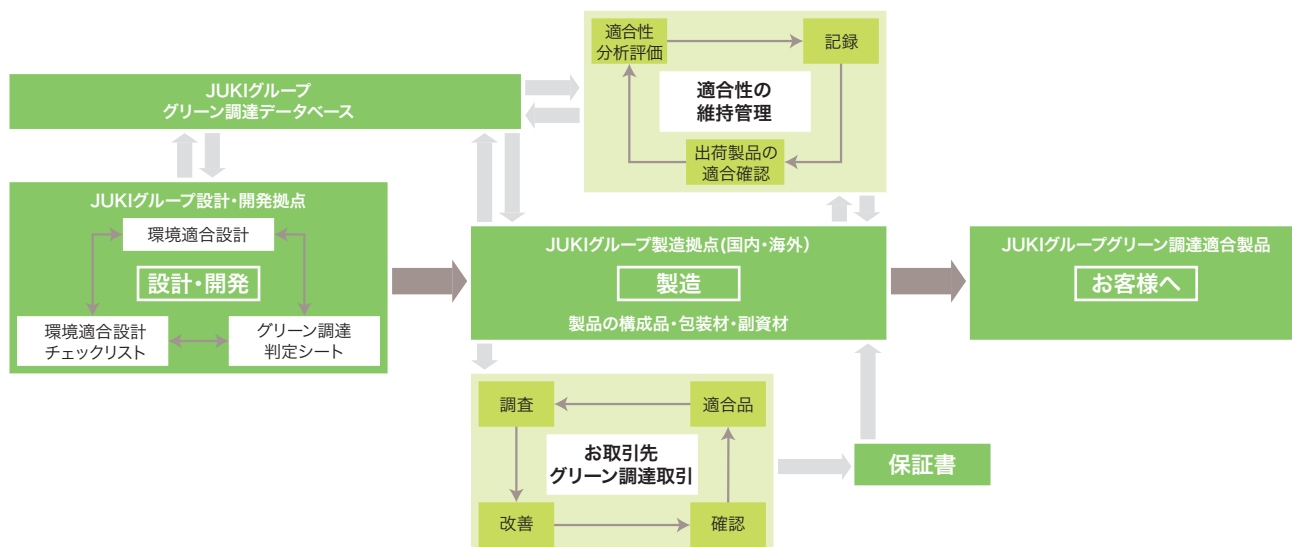 適合性
分析評価
記録
適合性の
維持管理
出荷製品の
適合確認
JUKIグループ
グリーン調達データベース
JUKIグループ設計・開発拠点
環境適合設計
設計・開発
環境適合設計
チェックリスト
グリーン調達
判定シート
JUKIグループ製造拠点(国内・海外)
製造
製品の構成品・包装材・副資材
JUKIグループグリーン調達適合製品
お客様へ
調査
適合品
お取引先
グリーン調達取引
改善
確認
保証書